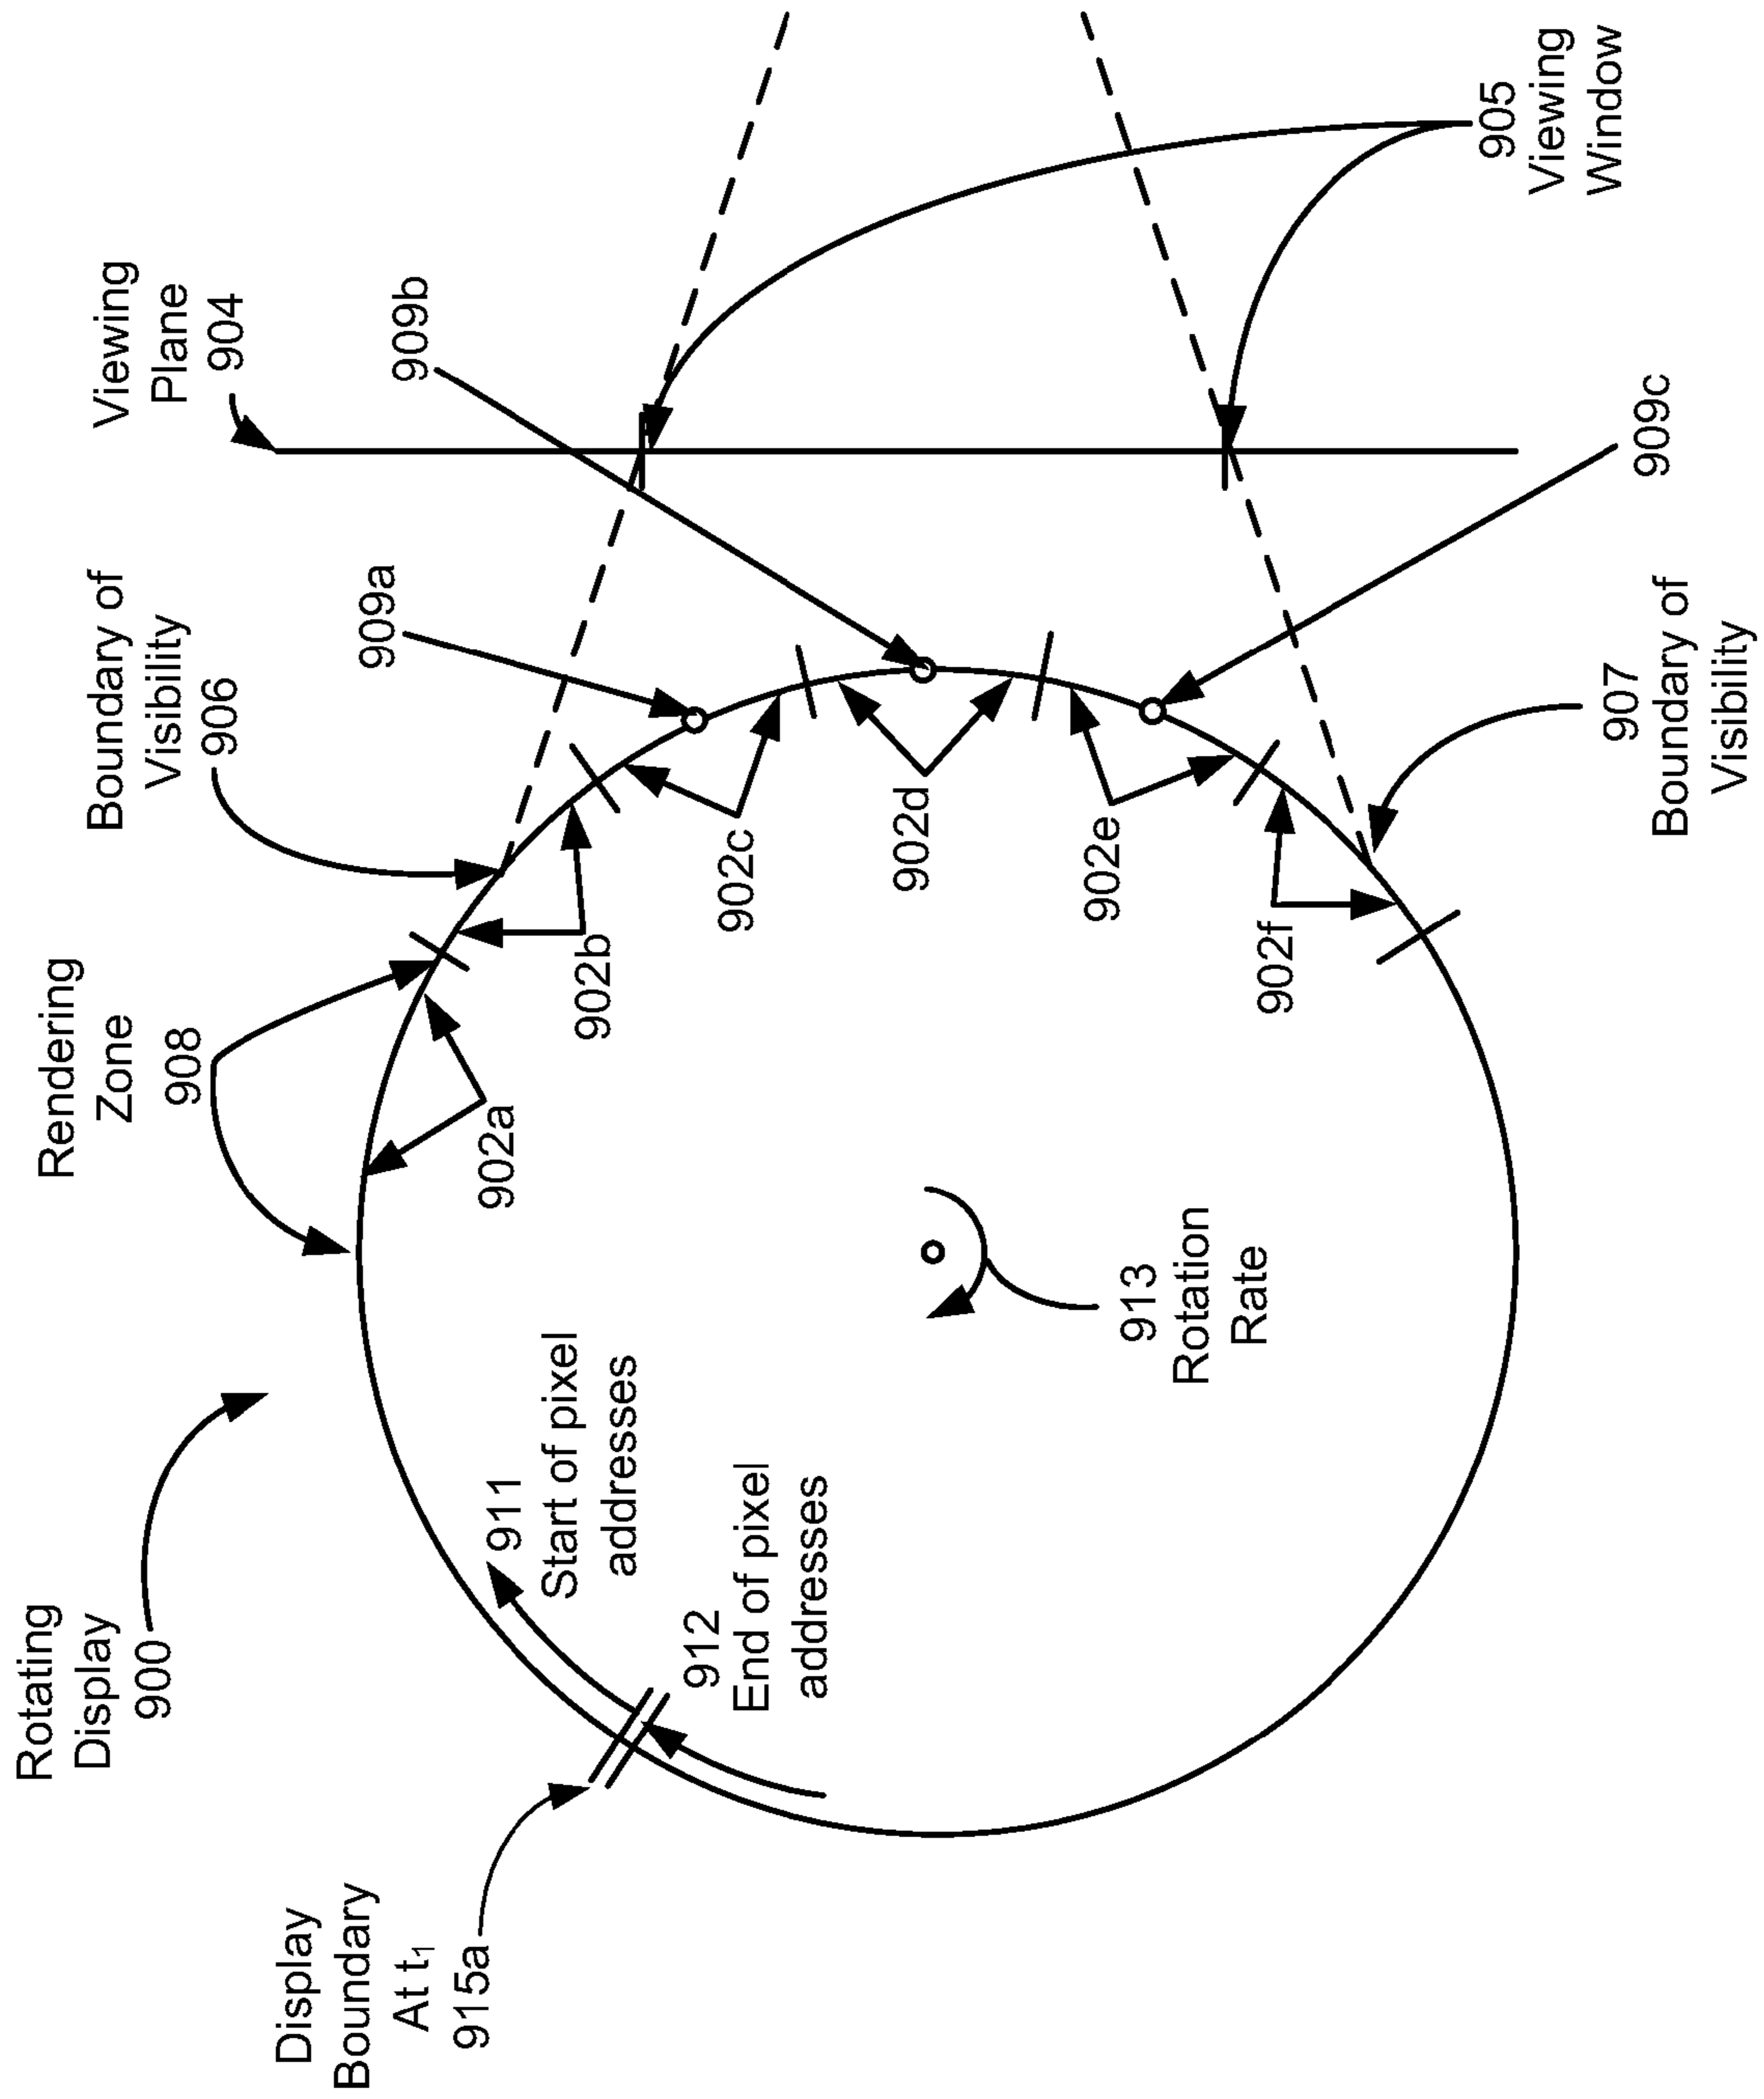 Rotating
Display
900
Display
Boundary
At t₁
915a
911
Start of pixel
addresses
912
End of pixel
addresses
Rendering
Zone
908
Boundary of
Visibility
906
Viewing
Plane
904
909a
909b
902a
902b
902c
902d
902e
902f
913
Rotation
Rate
905
Viewing
Window
909c
907
Boundary of
Visibility